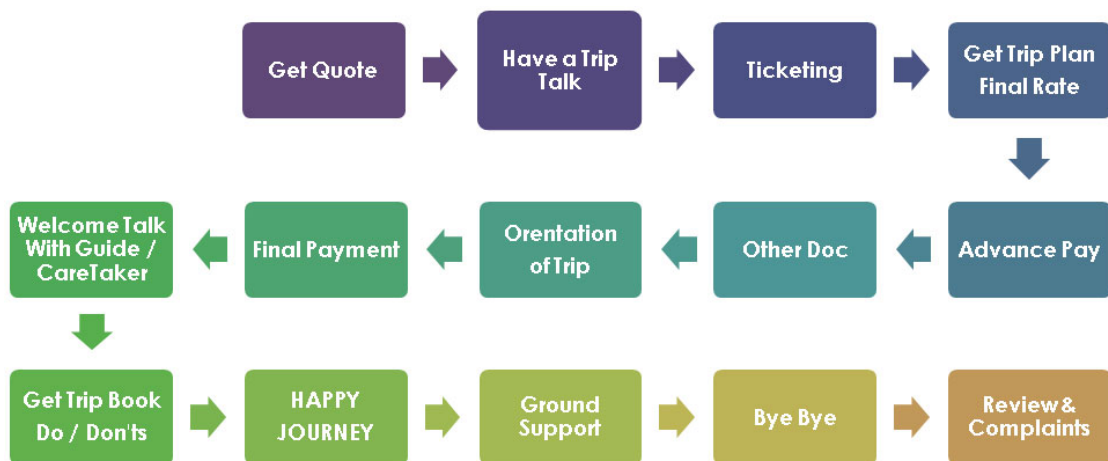 Get Quote
Have a Trip
Talk
Ticketing
Get Trip Plan
Final Rate
Advance Pay
Other Doc
Orentation
of Trip
Final Payment
Welcome Talk
With Guide /
CareTaker
Get Trip Book
Do / Don'ts
HAPPY
JOURNEY
Ground
Support
Bye Bye
Review &
Complaints